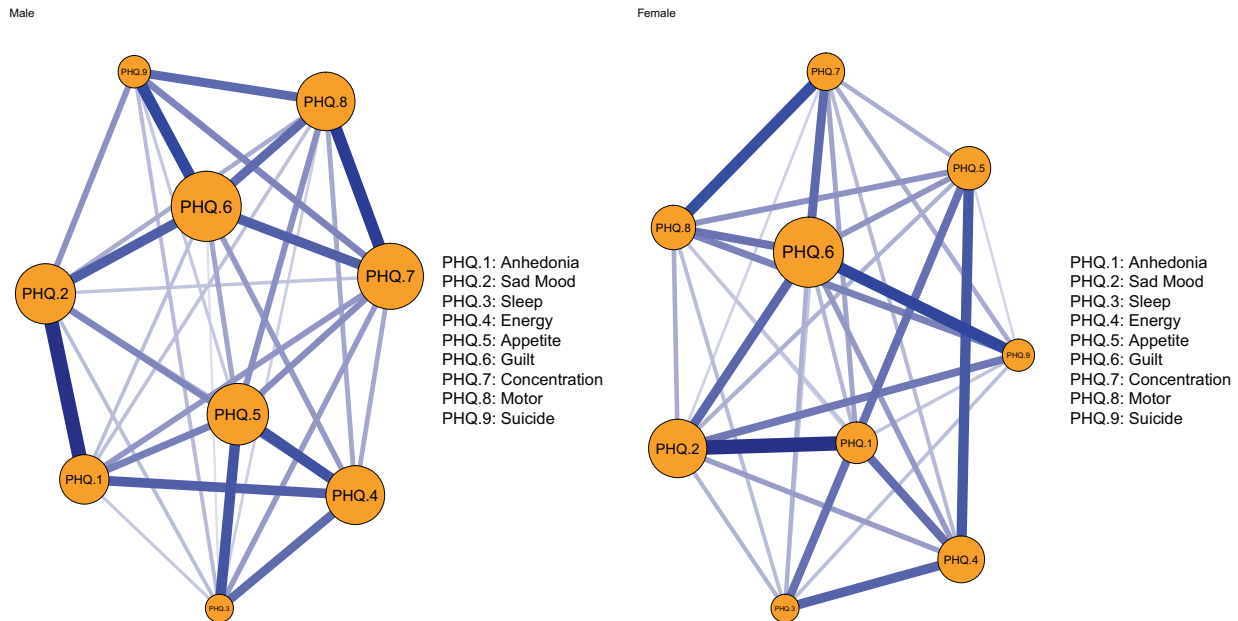 Male
PHQ.9
PHQ.8
PHQ.6
PHQ.7
PHQ.2
PHQ.5
PHQ.1
PHQ.4
PHQ.3
PHQ.1: Anhedonia
PHQ.2: Sad Mood
PHQ.3: Sleep
PHQ.4: Energy
PHQ.5: Appetite
PHQ.6: Guilt
PHQ.7: Concentration
PHQ.8: Motor
PHQ.9: Suicide
Female
PHQ.7
PHQ.5
PHQ.8
PHQ.6
PHQ.9
PHQ.2
PHQ.1
PHQ.4
PHQ.3
PHQ.1: Anhedonia
PHQ.2: Sad Mood
PHQ.3: Sleep
PHQ.4: Energy
PHQ.5: Appetite
PHQ.6: Guilt
PHQ.7: Concentration
PHQ.8: Motor
PHQ.9: Suicide